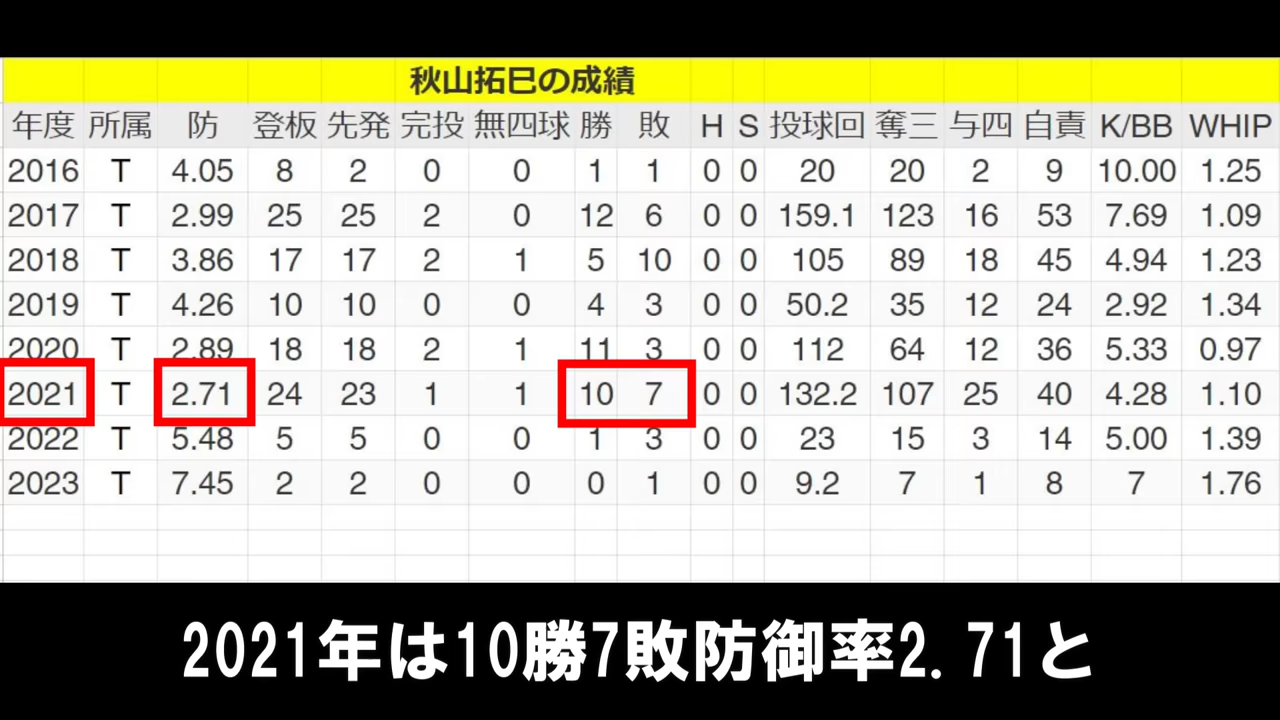 秋山拓巳の成績
年度 所属 防 登板 先発 完投 無四球 勝 敗 H S 投球回 奪三 与四 自責 K/BB WHIP
2016 T 4.05 8 2 0 0 1 1 0 0 20 20 2 9 10.00 1.25
2017 T 2.99 25 25 2 0 12 6 0 0 159.1 123 16 53 7.69 1.09
2018 T 3.86 17 17 2 1 5 10 0 0 105 89 18 45 4.94 1.23
2019 T 4.26 10 10 0 0 4 3 0 0 50.2 35 12 24 2.92 1.34
2020 T 2.89 18 18 2 1 11 3 0 0 112 64 12 36 5.33 0.97
2021 T 2.71 24 23 1 1 10 7 0 0 132.2 107 25 40 4.28 1.10
2022 T 5.48 5 5 0 0 1 3 0 0 23 15 3 14 5.00 1.39
2023 T 7.45 2 2 0 0 0 1 0 0 9.2 7 1 8 7 1.76
2021年は10勝7敗防御率2.71と